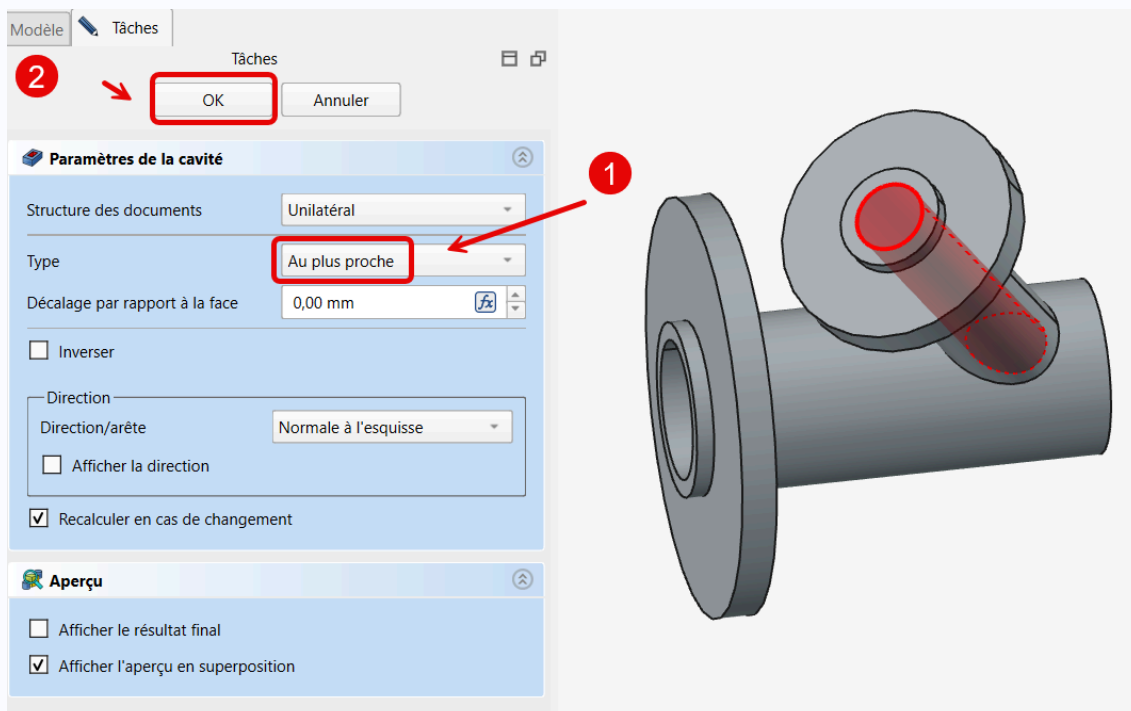 Modèle
Tâches
Tâches
2
OK
Annuler
Paramètres de la cavité
1
Structure des documents
Unilatéral
Type
Au plus proche
Décalage par rapport à la face
0,00 mm
fx
Inverser
Direction
Direction/arête
Normale à l'esquisse
Afficher la direction
Recalculer en cas de changement
Aperçu
Afficher le résultat final
Afficher l'aperçu en superposition